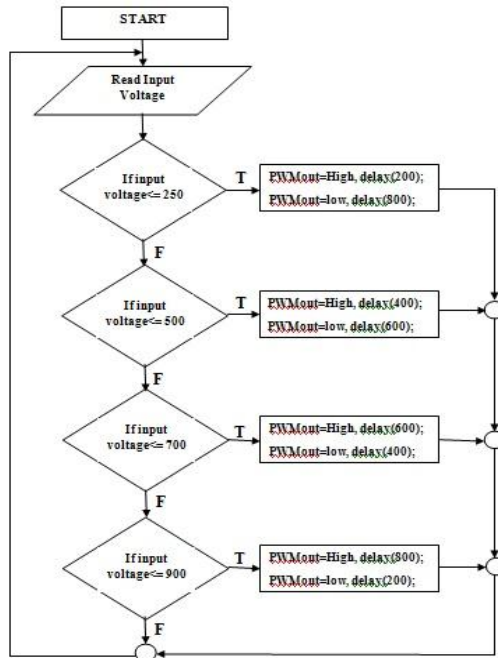 START
Read Input
Voltage
If input
voltage<= 250
T
PWMout=High, delay(200);
PWMout=low, delay(800);
F
If input
voltage<= 500
T
PWMout=High, delay(400);
PWMout=low, delay(600);
F
If input
voltage<= 700
T
PWMout=High, delay(600);
PWMout=low, delay(400);
F
If input
voltage<= 900
T
PWMout=High, delay(800);
PWMout=low, delay(200);
F